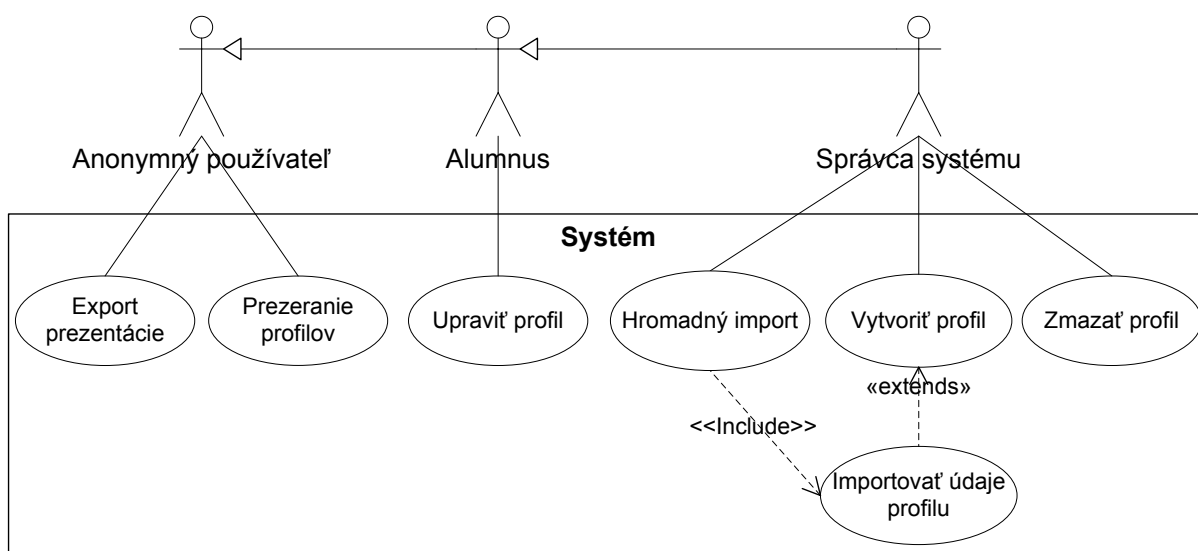 Anonymný používateľ
Alumnus
Správca systému
Systém
Export
prezentácie
Prezeranie
profilov
Upraviť profil
Hromadný import
Vytvoriť profil
Zmazať profil
«extends»
<<Include>>
Importovať údaje
profilu